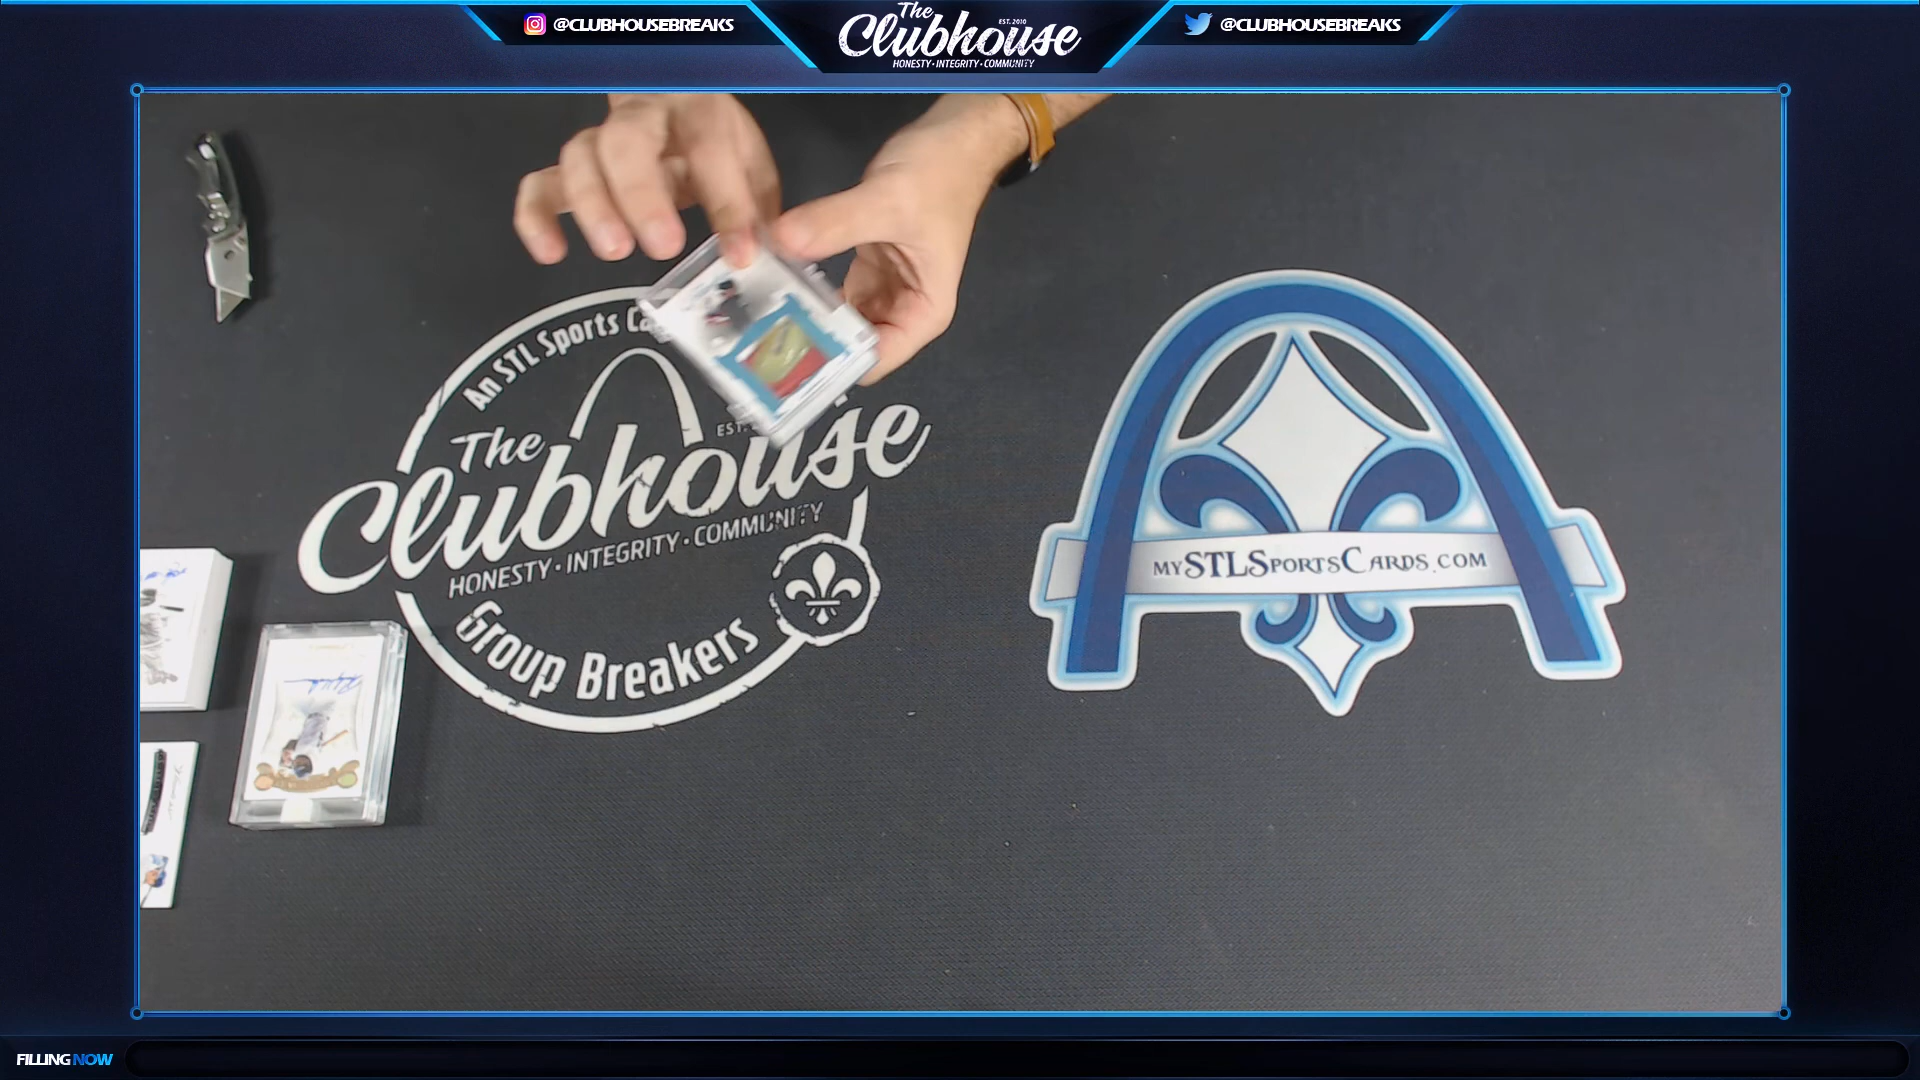 @CLUBHOUSEBREAKS
The
EST. 2010
Clubhouse
HONESTY • INTEGRITY • COMMUNITY
@CLUBHOUSEBREAKS
An STL Sports
The
EST.
Clubhouse
HONESTY • INTEGRITY • COMMUNITY
Group Breakers
MYSTLSPORTSCARDS.COM
FILLING NOW